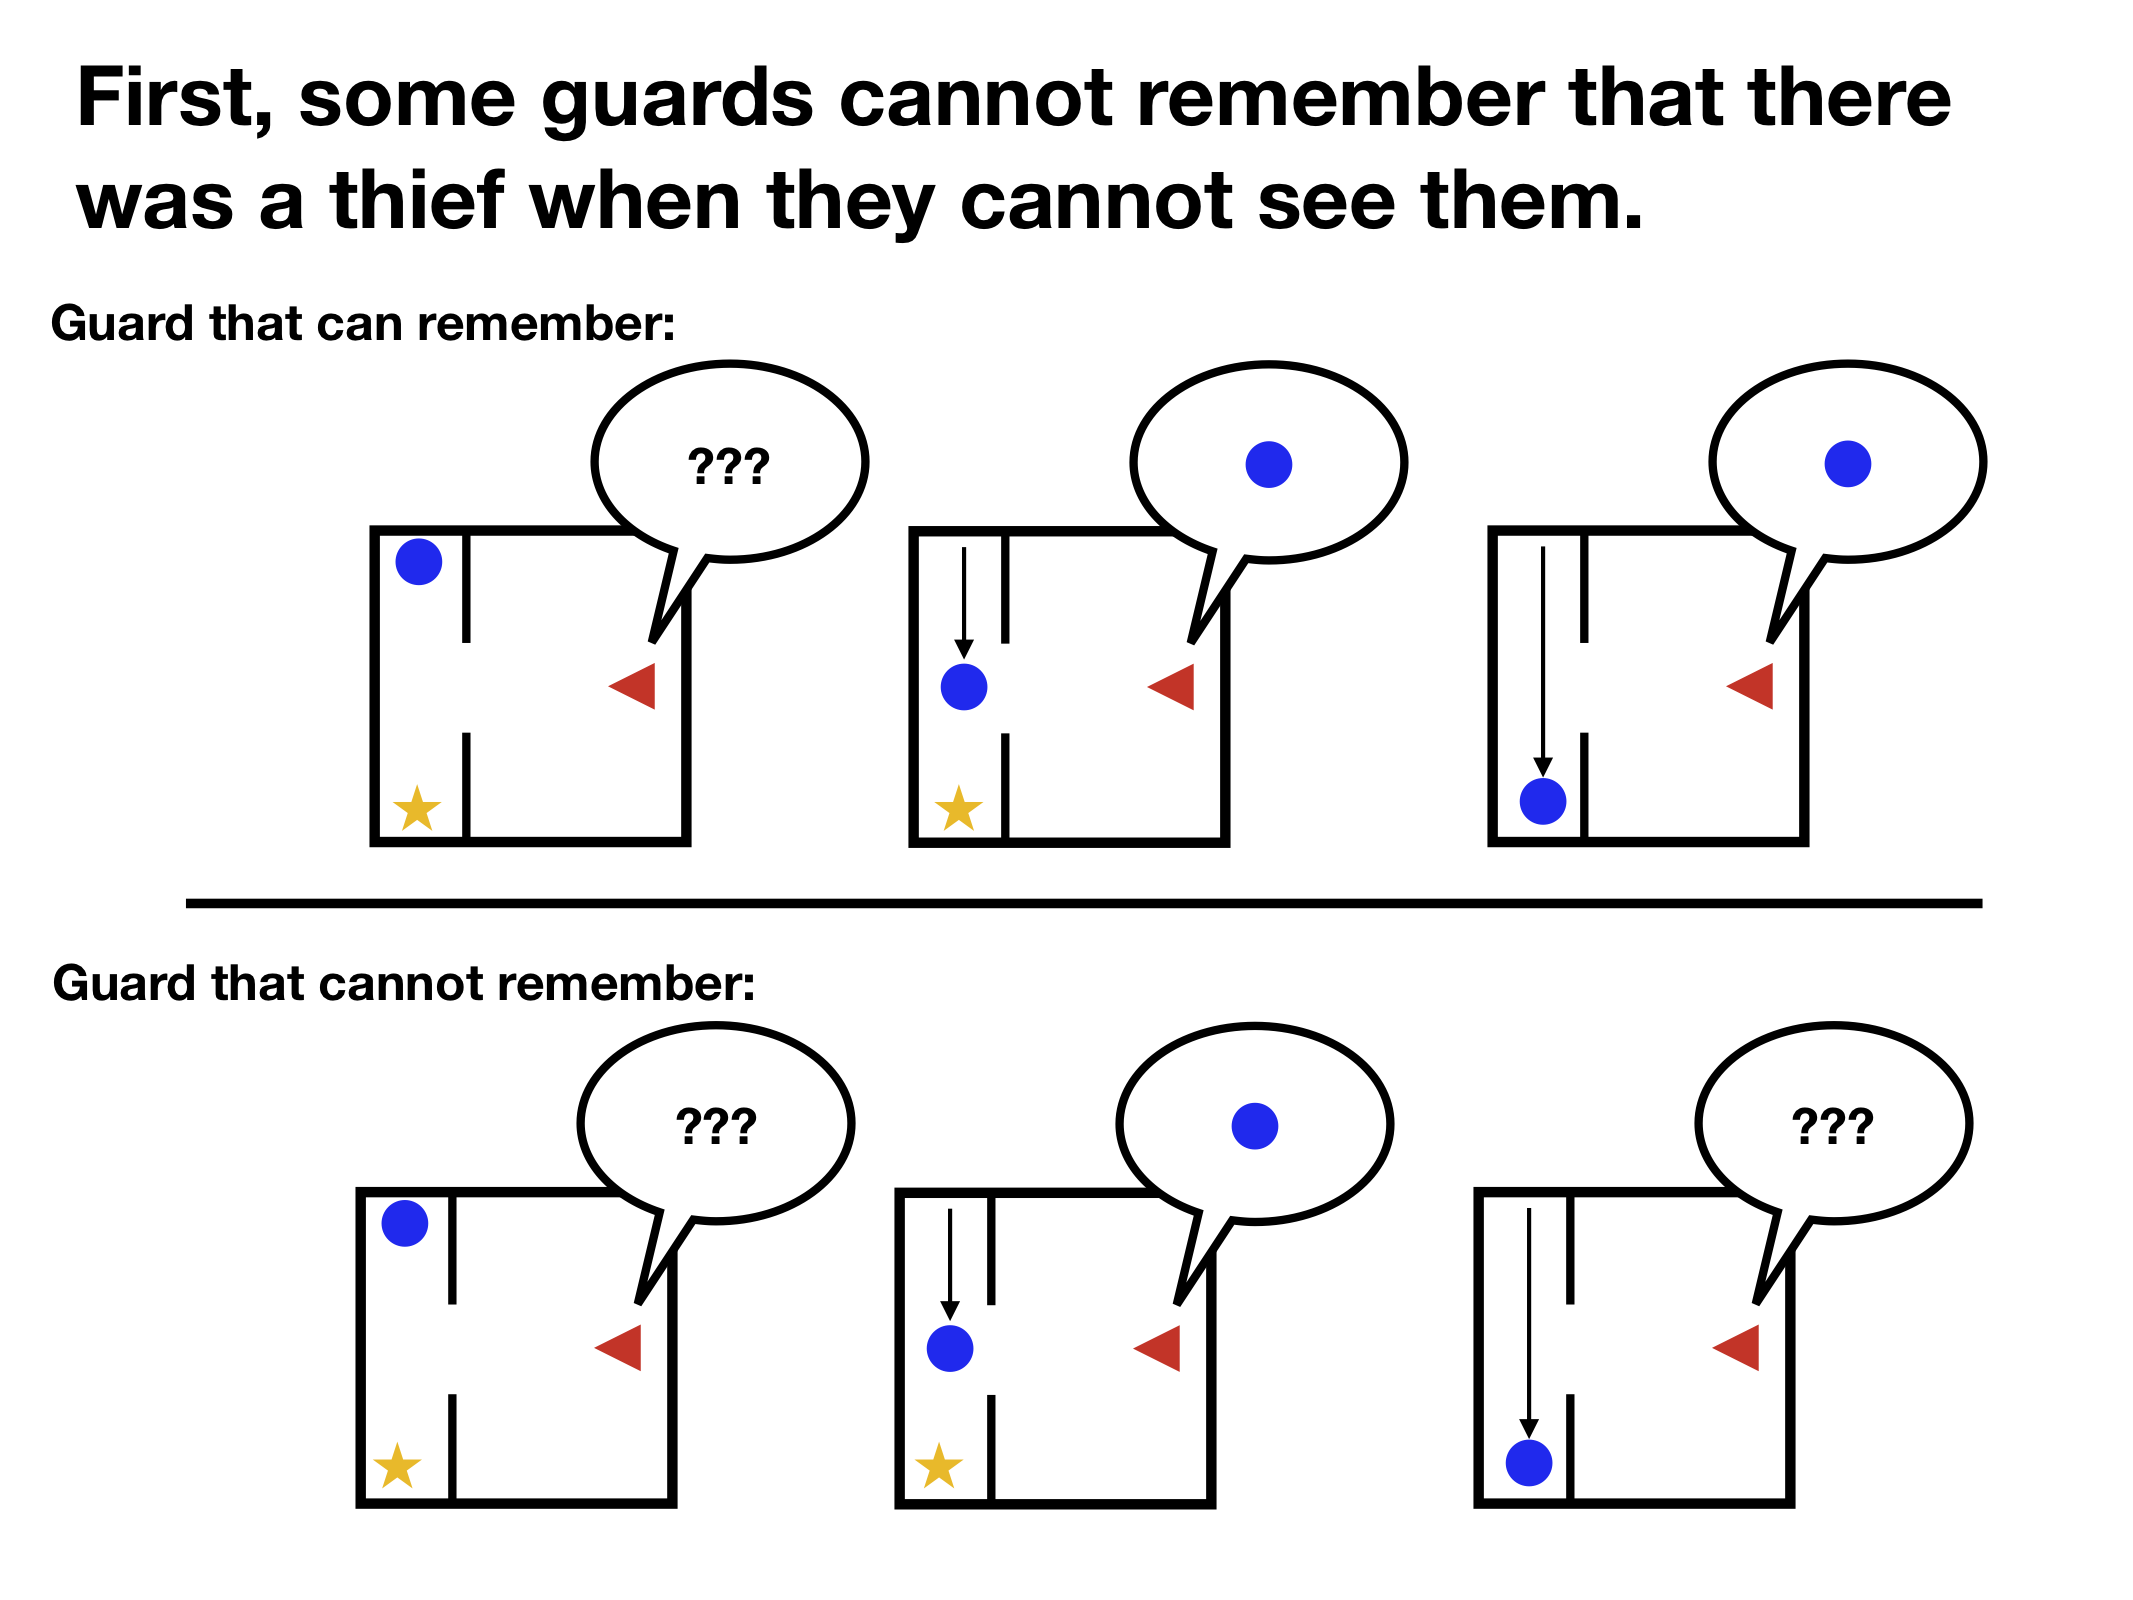 First, some guards cannot remember that there
was a thief when they cannot see them.
Guard that can remember:
???
Guard that cannot remember:
???
???